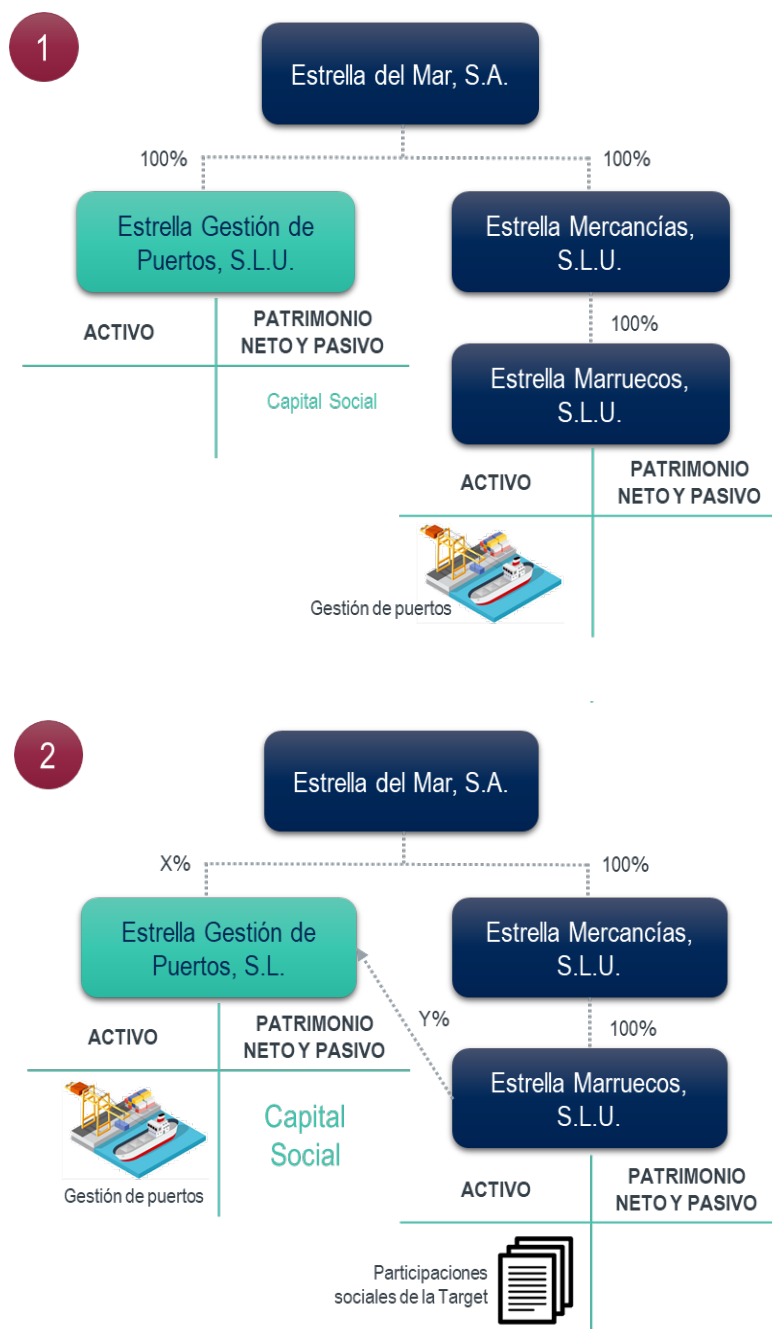 1
Estrella del Mar, S.A.
100%
100%
Estrella Gestión de
Puertos, S.L.U.
Estrella Mercancías,
S.L.U.
ACTIVO
PATRIMONIO
NETO Y PASIVO
Capital Social
100%
Estrella Marruecos,
S.L.U.
ACTIVO
PATRIMONIO
NETO Y PASIVO
Gestión de puertos
2
Estrella del Mar, S.A.
X%
100%
Estrella Gestión de
Puertos, S.L.
Estrella Mercancías,
S.L.U.
ACTIVO
PATRIMONIO
NETO Y PASIVO
Y%
100%
Capital
Social
Gestión de puertos
Estrella Marruecos,
S.L.U.
ACTIVO
PATRIMONIO
NETO Y PASIVO
Participaciones
sociales de la Target